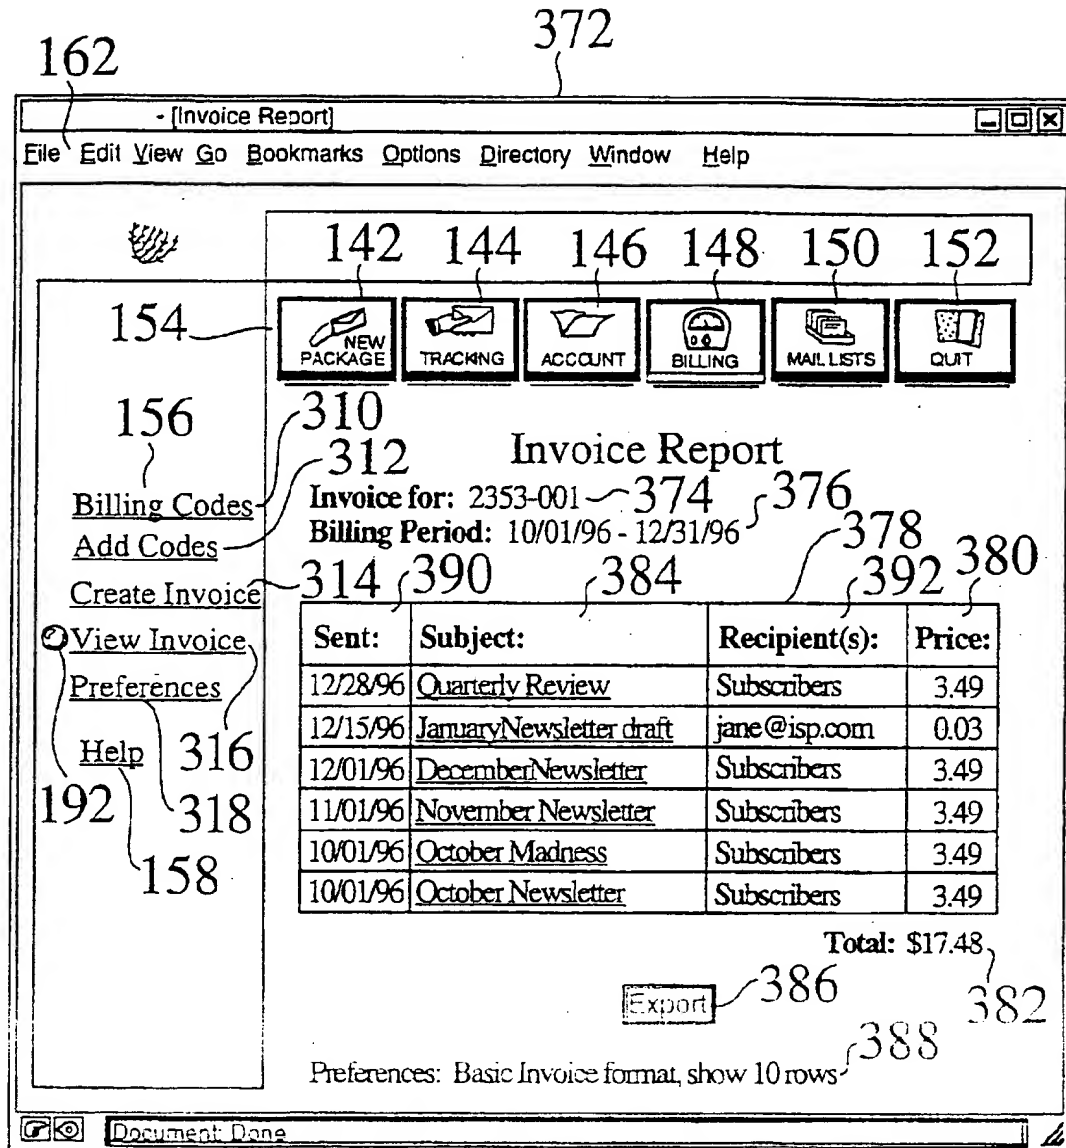 372
162
- [Invoice Report]
File Edit View Go Bookmarks Options Directory Window Help
142 144 146 148 150 152
154
NEW PACKAGE TRACKING ACCOUNT BILLING MAIL LISTS QUIT
156
310
312
Invoice Report
Billing Codes
Invoice for: 2353-001 374 376
Add Codes
Billing Period: 10/01/96 - 12/31/96
378
Create Invoice 314 390 384 392 380
View Invoice
Preferences
Help 316
192 318
158
Sent: Subject: Recipient(s): Price:
12/28/96 Quarterly Review Subscribers 3.49
12/15/96 JanuaryNewsletter draft jane@isp.com 0.03
12/01/96 DecemberNewsletter Subscribers 3.49
11/01/96 November Newsletter Subscribers 3.49
10/01/96 October Madness Subscribers 3.49
10/01/96 October Newsletter Subscribers 3.49
Total: $17.48
382
Export 386
388
Preferences: Basic Invoice format, show 10 rows
Document: Done